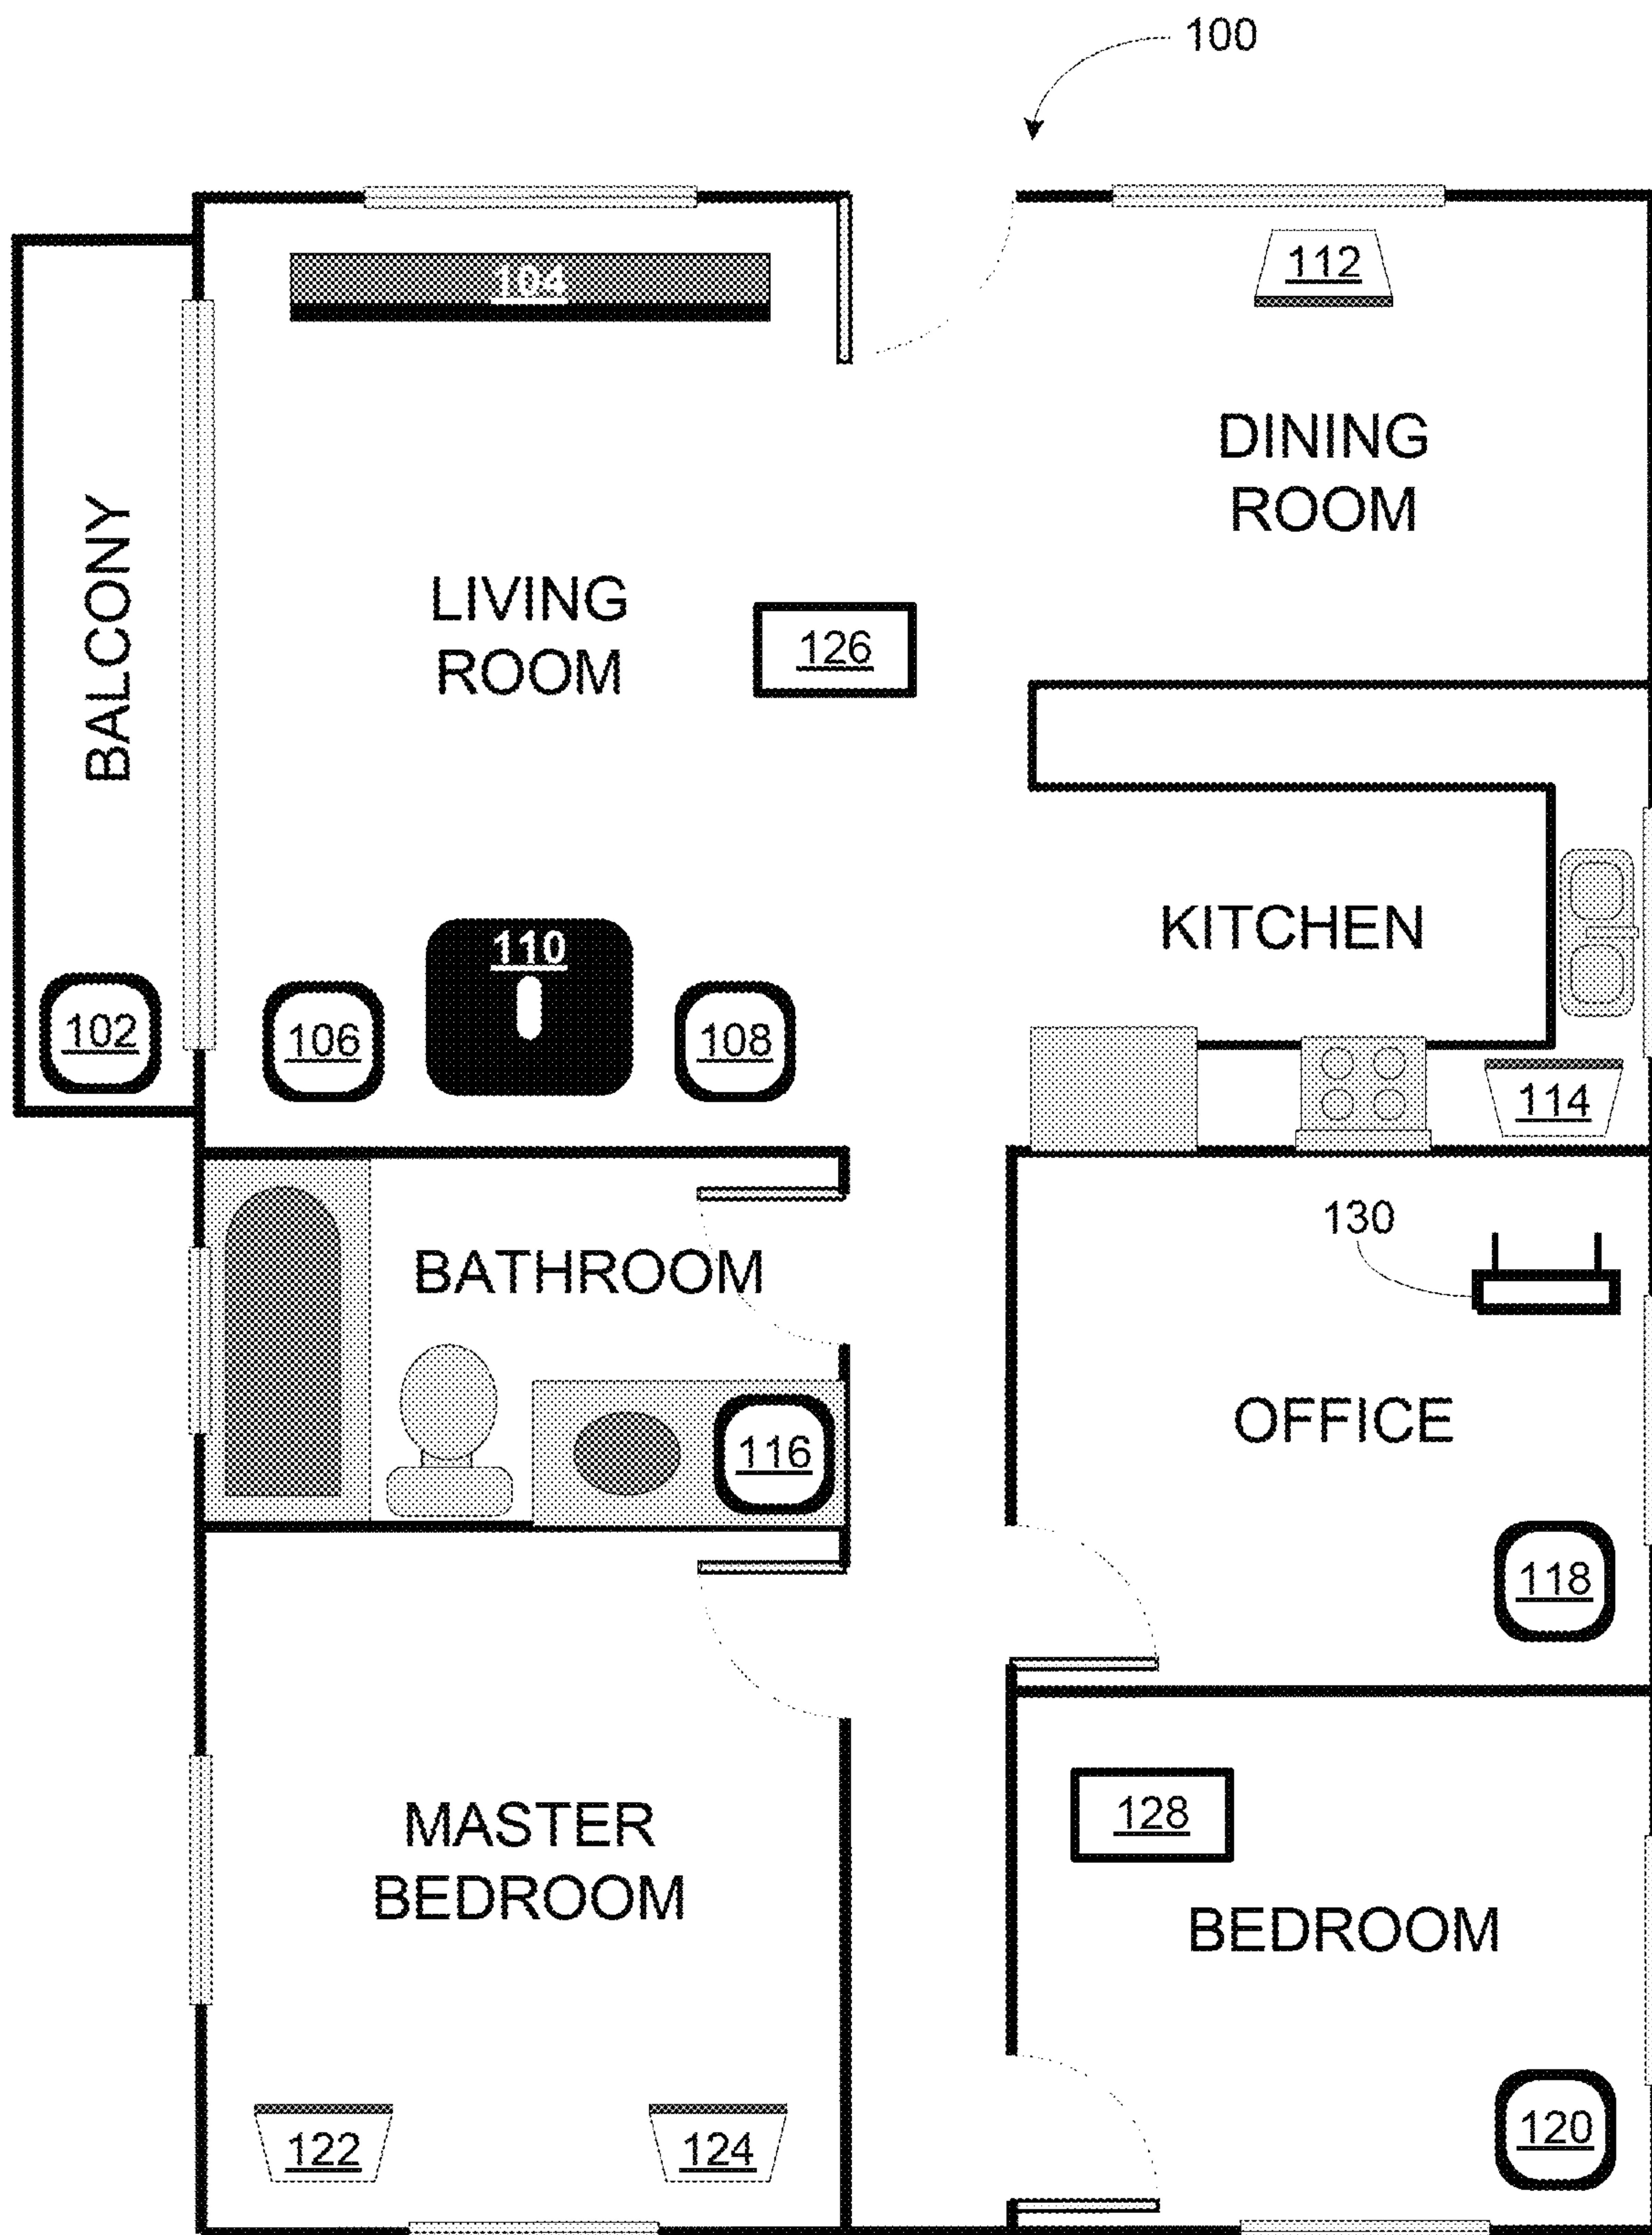 100
104
112
DINING
ROOM
BALCONY
LIVING
ROOM
126
KITCHEN
110
102
106
108
114
130
BATHROOM
OFFICE
116
118
128
MASTER
BEDROOM
BEDROOM
122
124
120